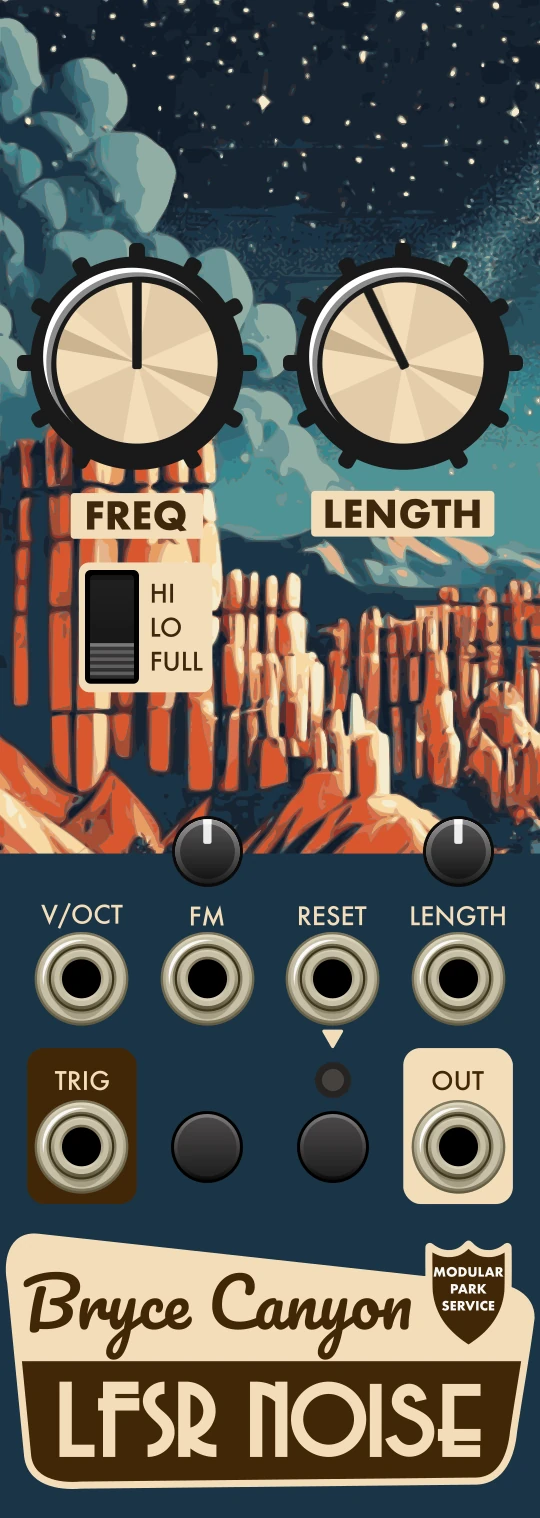 FREQ
LENGTH
HI
LO
FULL
V/OCT
FM
RESET
LENGTH
TRIG
OUT
MODULAR
PARK
SERVICE
Bryce Canyon
LFSR NOISE